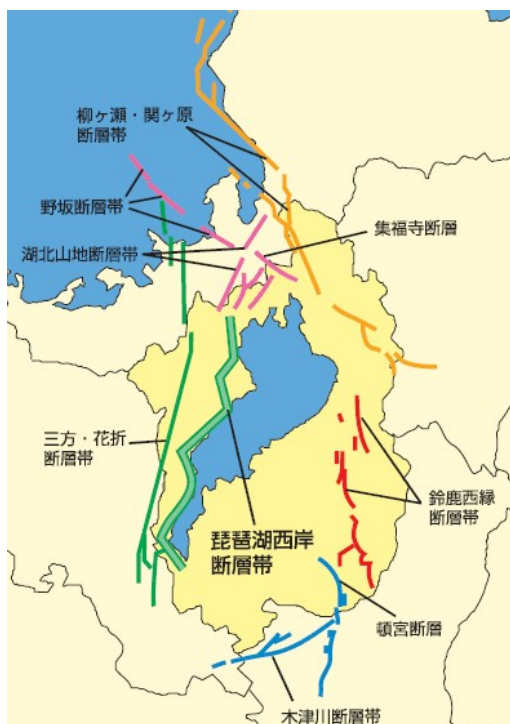 柳ヶ瀬・関ヶ原
断層帯
野坂断層帯
集福寺断層
湖北山地断層帯
三方・花折
断層帯
鈴鹿西縁
断層帯
琵琶湖西岸
断層帯
頓宮断層
木津川断層帯